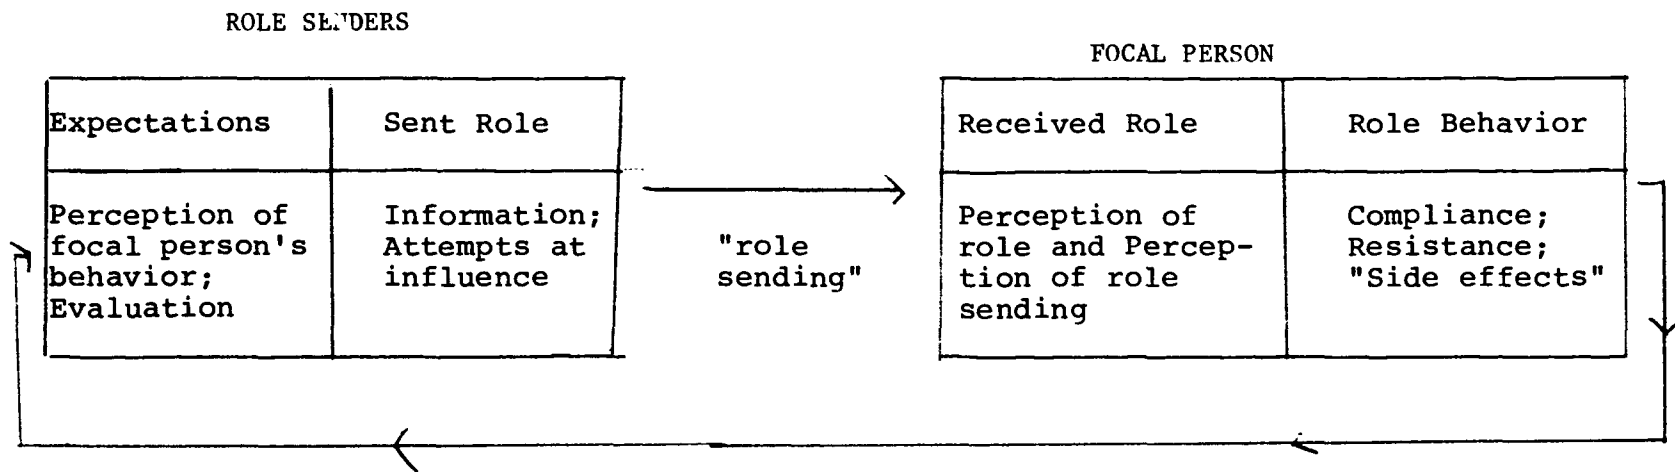 ROLE SENDERS
FOCAL PERSON
Expectations
Sent Role
Perception of
focal person's
behavior;
Evaluation
Information;
Attempts at
influence
"role
sending"
Received Role
Role Behavior
Perception of
role and Percep-
tion of role
sending
Compliance;
Resistance;
"Side effects"